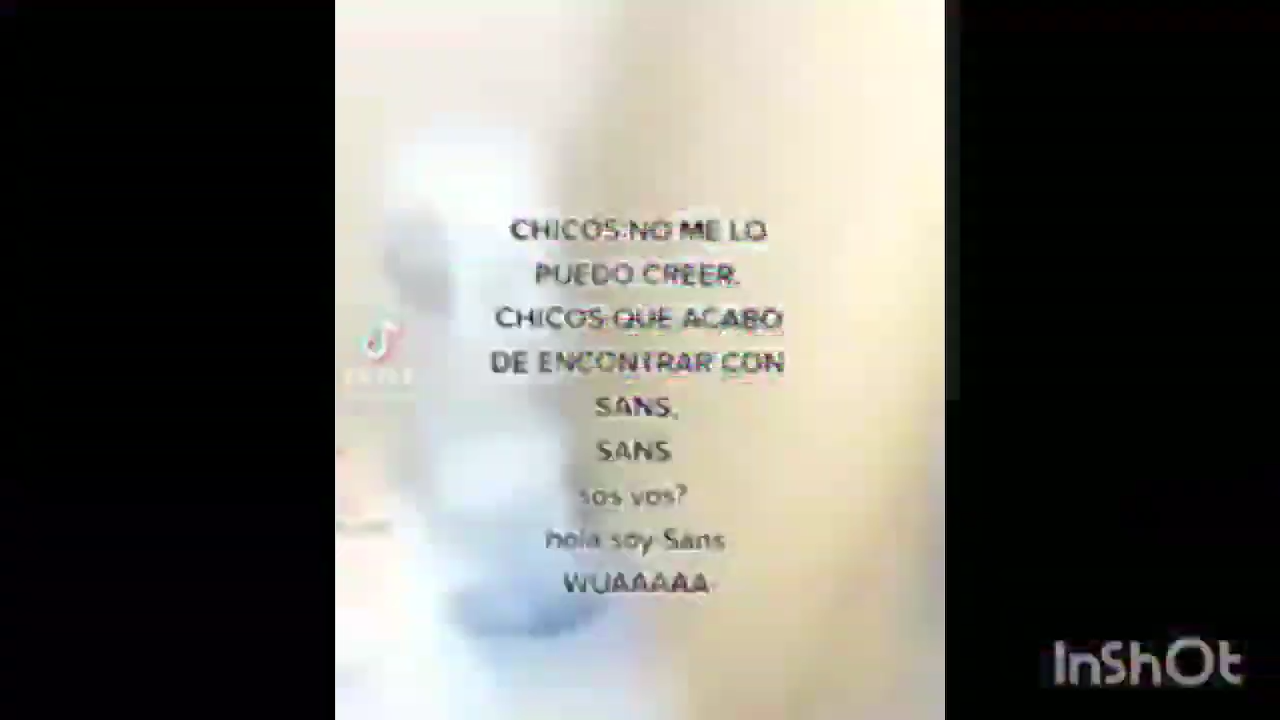 CHICOS NO ME LO
PUEDO CREER.
CHICOS QUE ACABO
DE ENCONTRAR CON
SANS,
SANS
sos vos?
hola soy Sans
WUAAAAA
InShOt